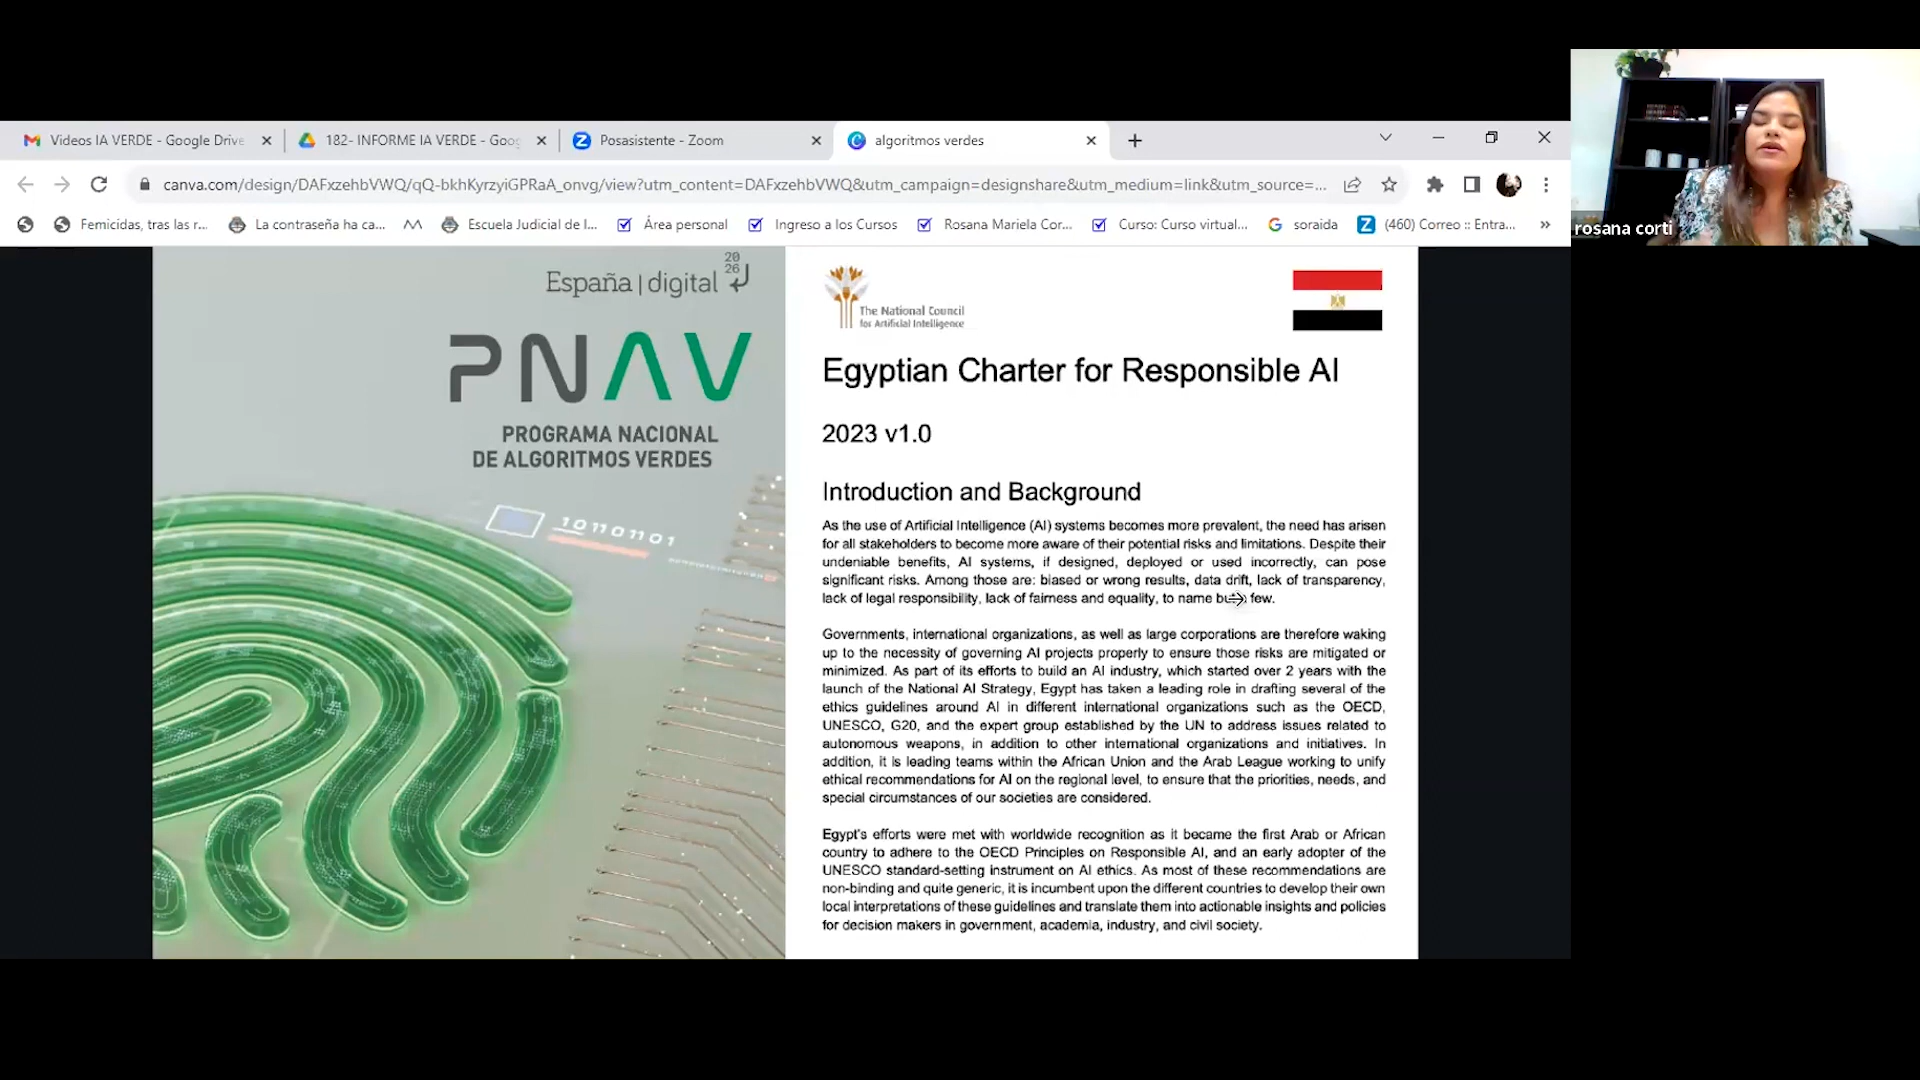 Videos IA VERDE - Google Drive
182- INFORME IA VERDE - Goog
Posasistente - Zoom
algoritmos verdes
canva.com/design/DAFxzehbVWQ/qQ-bkhKyrzyiGPRaA_onvg/view?utm_content=DAFxzehbVWQ&utm_campaign=designshare&utm_medium=link&utm_source=...
Femicidas, tras las r...
La contraseña ha ca...
Escuela Judicial de l...
Área personal
Ingreso a los Cursos
Rosana Mariela Cor...
Curso: Curso virtual...
soraida
(460) Correo :: Entra...
rosana corti
España | digital 20
26
PNAV
PROGRAMA NACIONAL
DE ALGORITMOS VERDES
10110101
The National Council
for Artificial Intelligence
Egyptian Charter for Responsible AI
2023 v1.0
Introduction and Background
As the use of Artificial Intelligence (AI) systems becomes more prevalent, the need has arisen
for all stakeholders to become more aware of their potential risks and limitations. Despite their
undeniable benefits, AI systems, if designed, deployed or used incorrectly, can pose
significant risks. Among those are: biased or wrong results, data drift, lack of transparency,
lack of legal responsibility, lack of fairness and equality, to name but few.
Governments, international organizations, as well as large corporations are therefore waking
up to the necessity of governing AI projects properly to ensure those risks are mitigated or
minimized. As part of its efforts to build an AI industry, which started over 2 years with the
launch of the National AI Strategy, Egypt has taken a leading role in drafting several of the
ethics guidelines around AI in different international organizations such as the OECD,
UNESCO, G20, and the expert group established by the UN to address issues related to
autonomous weapons, in addition to other international organizations and initiatives. In
addition, it is leading teams within the African Union and the Arab League working to unify
ethical recommendations for AI on the regional level, to ensure that the priorities, needs, and
special circumstances of our societies are considered.
Egypt's efforts were met with worldwide recognition as it became the first Arab or African
country to adhere to the OECD Principles on Responsible AI, and an early adopter of the
UNESCO standard-setting instrument on AI ethics. As most of these recommendations are
non-binding and quite generic, it is incumbent upon the different countries to develop their own
local interpretations of these guidelines and translate them into actionable insights and policies
for decision makers in government, academia, industry, and civil society.